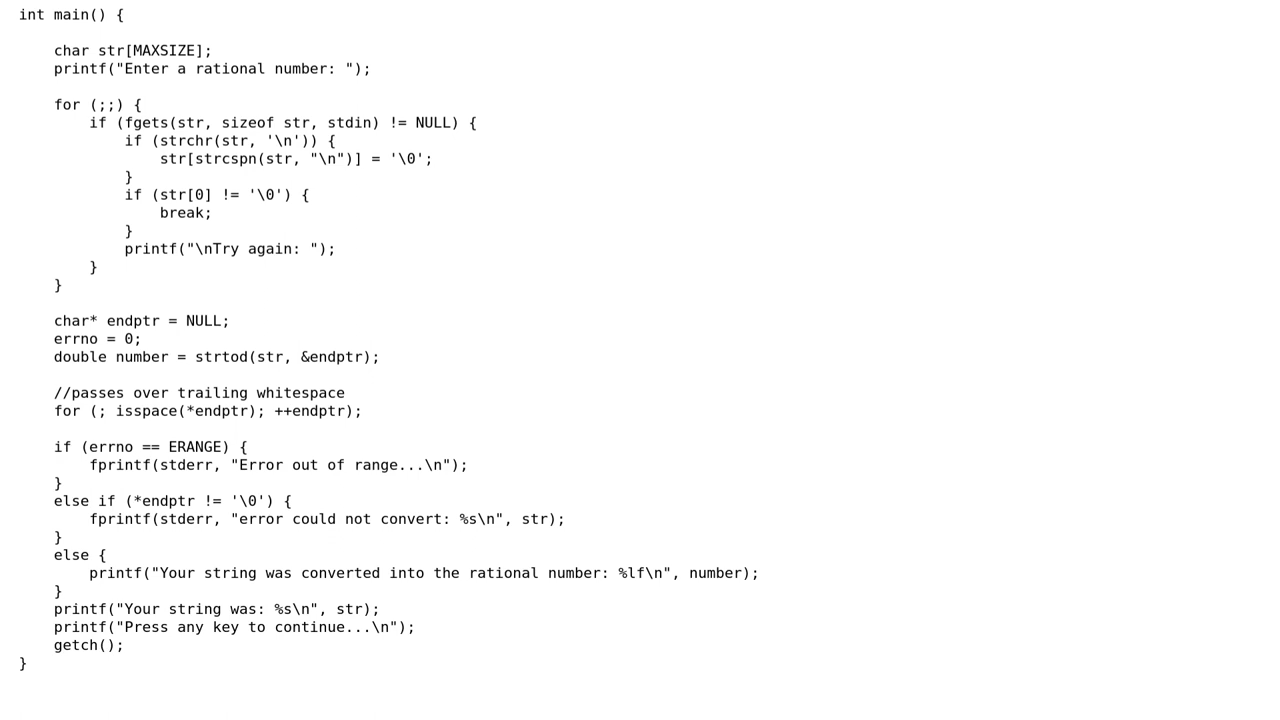 int main() {
    char str[MAXSIZE];
    printf("Enter a rational number: ");
    for (;;) {
        if (fgets(str, sizeof str, stdin) != NULL) {
            if (strchr(str, '\n')) {
                str[strcspn(str, "\n")] = '\0';
            }
            if (str[0] != '\0') {
                break;
            }
            printf("\nTry again: ");
        }
    }
    char* endptr = NULL;
    errno = 0;
    double number = strtod(str, &endptr);
    //passes over trailing whitespace
    for (; isspace(*endptr); ++endptr);
    if (errno == ERANGE) {
        fprintf(stderr, "Error out of range...\n");
    }
    else if (*endptr != '\0') {
        fprintf(stderr, "error could not convert: %s\n", str);
    }
    else {
        printf("Your string was converted into the rational number: %lf\n", number);
    }
    printf("Your string was: %s\n", str);
    printf("Press any key to continue...\n");
    getch();
}